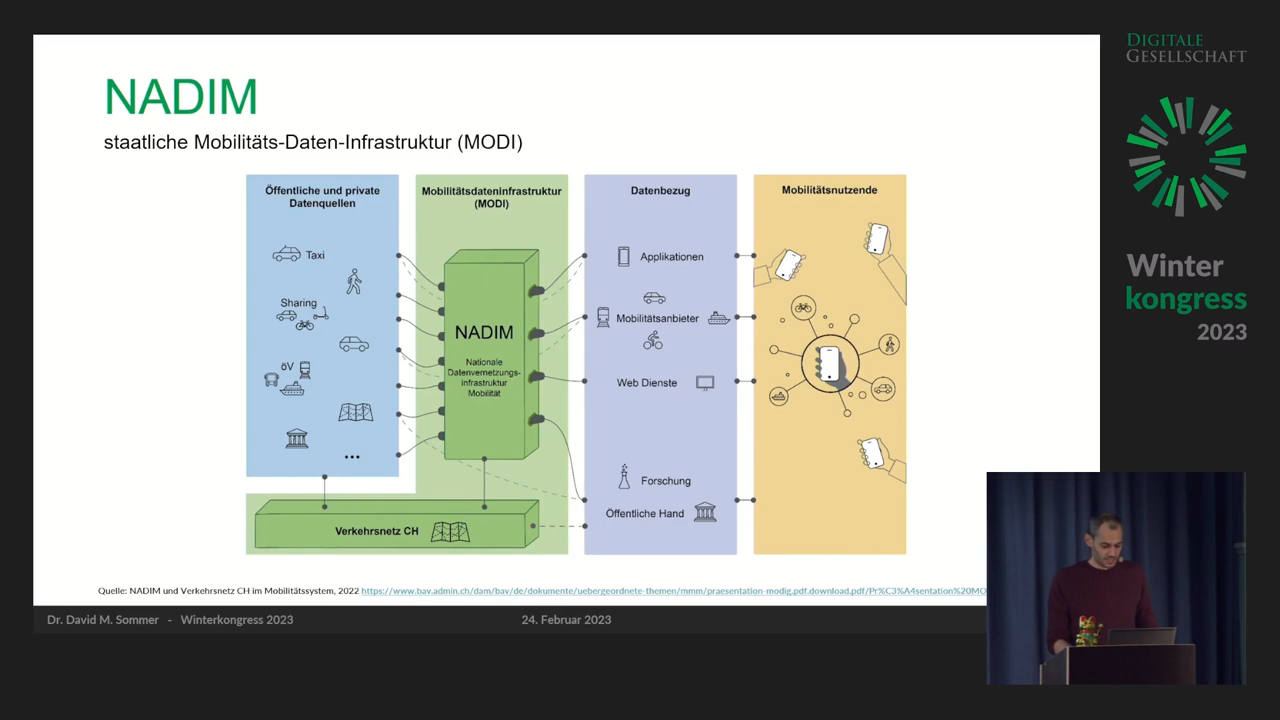 NADIM
staatliche Mobilitäts-Daten-Infrastruktur (MODI)
Öffentliche und private
Datenquellen
Taxi
Sharing
öV
...
Mobilitätsdateninfrastruktur
(MODI)
NADIM
Nationale
Datenvernetzungs-
infrastruktur
Mobilität
Verkehrsnetz CH
Datenbezug
Applikationen
Mobilitätsanbieter
Web Dienste
Forschung
Öffentliche Hand
Mobilitätsnutzende
Quelle: NADIM und Verkehrsnetz CH im Mobilitätssystem, 2022 https://www.bav.admin.ch/dam/bav/de/dokumente/uebergeordnete-themen/mmm/praesentation-modig.pdf.download.pdf/Pr%C3%A4sentation%20MO
Dr. David M. Sommer - Winterkongress 2023
24. Februar 2023
DIGITALE
GESELLSCHAFT
Winter
kongress
2023